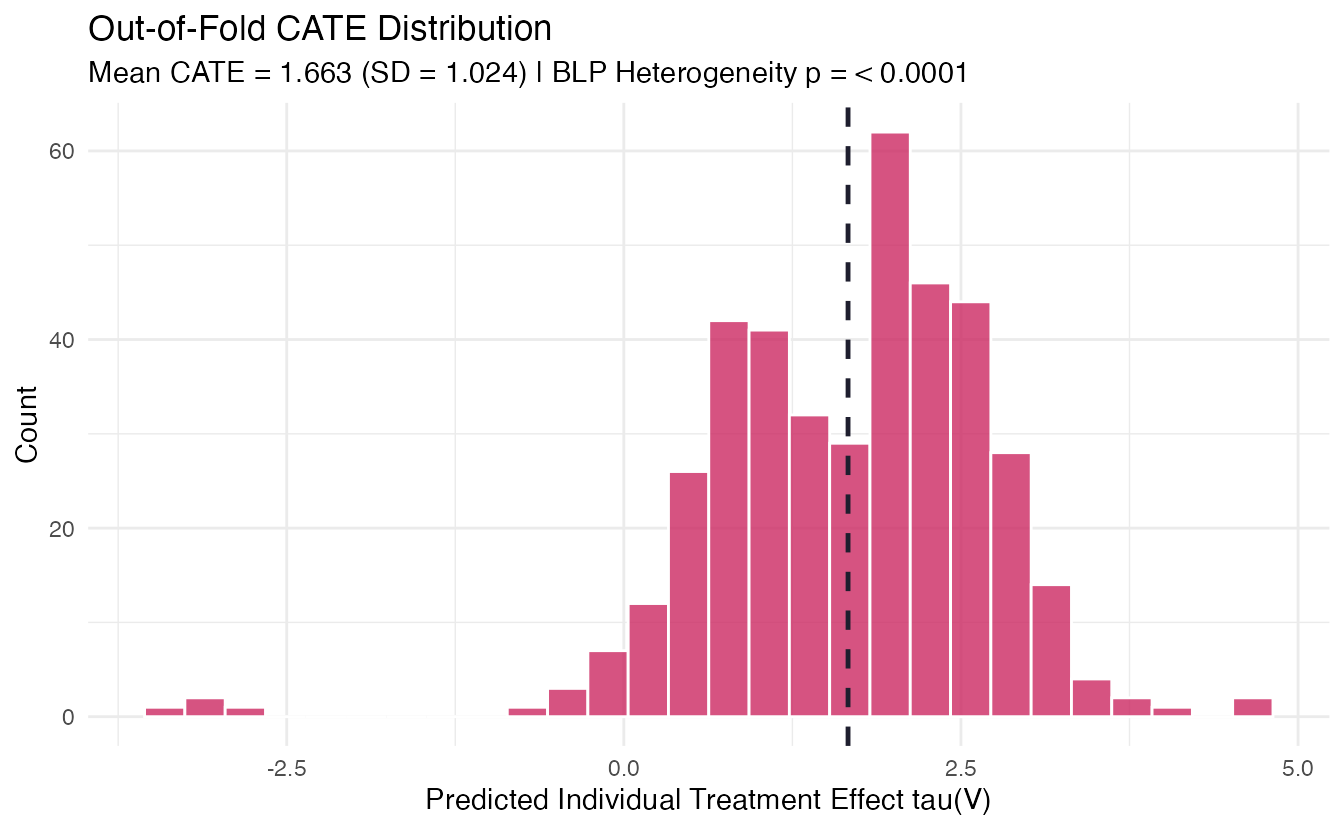 Out-of-Fold CATE Distribution
Mean CATE = 1.663 (SD = 1.024) | BLP Heterogeneity p = < 0.0001
60
40
20
0
Count
-2.5
0.0
2.5
5.0
Predicted Individual Treatment Effect tau(V)